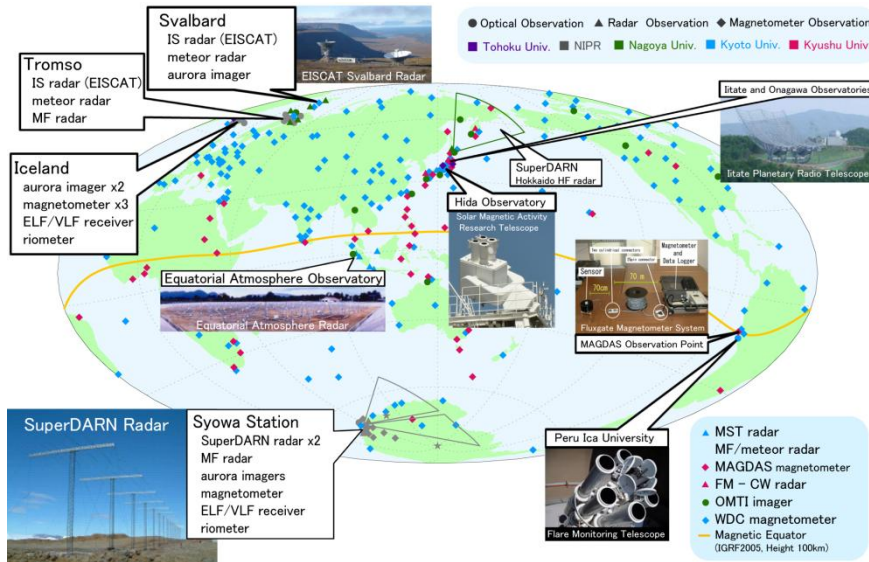 Optical Observation Radar Observation Magnetometer Observation
Tohoku Univ. NIPR Nagoya Univ. Kyoto Univ. Kyushu Univ.
Svalbard
IS radar (EISCAT)
meteor radar
aurora imager
EISCAT Svalbard Radar
Tromso
IS radar (EISCAT)
meteor radar
MF radar
Iceland
aurora imager x2
magnetometer x3
ELF/VLF receiver
riometer
Iitate and Onagawa Observatories
Iitate Planetary Radio Telescope
SuperDARN
Hokkaido HF radar
Hida Observatory
Solar Magnetic Activity
Research Telescope
Equatorial Atmosphere Observatory
Equatorial Atmosphere Radar
Magnetometer
and
Data Logger
Sensor
70 m
70cm
Fluxgate Magnetometer System
MAGDAS Observation Point
SuperDARN Radar
Syowa Station
SuperDARN radar x2
MF radar
aurora imagers
magnetometer
ELF/VLF receiver
riometer
Peru Ica University
Flare Monitoring Telescope
MST radar
MF/meteor radar
MAGDAS magnetometer
FM - CW radar
OMTI imager
WDC magnetometer
Magnetic Equator
(IGRF2005, Height 100km)